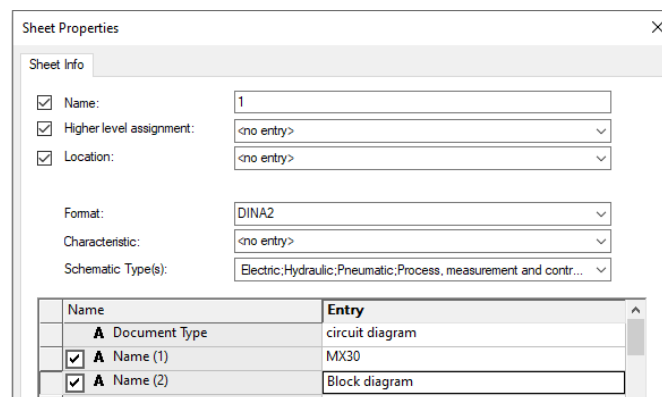 Sheet Properties
Sheet Info
Name: 1
Higher level assignment: <no entry>
Location: <no entry>
Format: DINA2
Characteristic: <no entry>
Schematic Type(s): Electric;Hydraulic;Pneumatic;Process, measurement and contr...
Name Entry
A Document Type circuit diagram
A Name (1) MX30
A Name (2) Block diagram